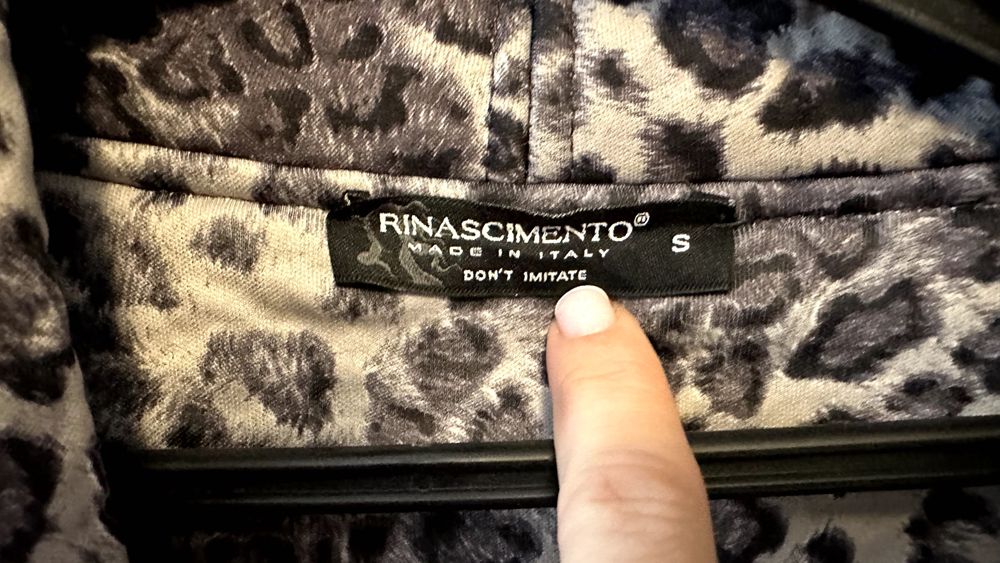 RINASCIMENTO® S
MADE IN ITALY
DON'T IMITATE